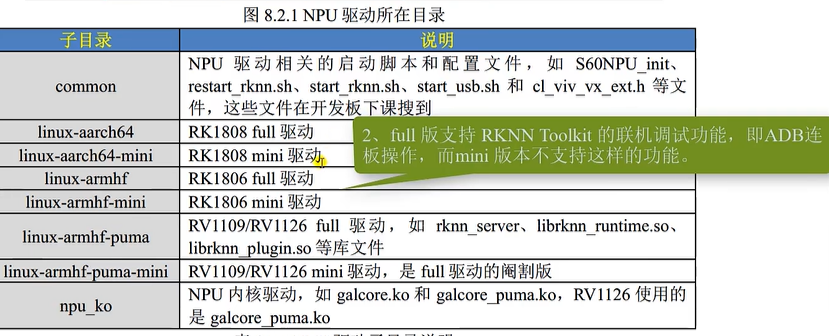 图 8.2.1 NPU 驱动所在目录
子目录
说明
common
NPU 驱动相关的启动脚本和配置文件，如 S60NPU_init、
restart_rknn.sh、start_rknn.sh、start_usb.sh 和 cl_viv_vx_ext.h 等文
件，这些文件在开发板下课搜到
linux-aarch64
RK1808 full 驱动
linux-aarch64-mini
RK1808 mini 驱动
linux-armhf
RK1806 full 驱动
linux-armhf-mini
RK1806 mini 驱动
2、full 版支持 RKNN Toolkit 的联机调试功能，即ADB连
板操作，而mini 版本不支持这样的功能。
linux-armhf-puma
RV1109/RV1126 full 驱动，如 rknn_server、librknn_runtime.so、
librknn_plugin.so 等库文件
linux-armhf-puma-mini
RV1109/RV1126 mini 驱动，是 full 驱动的阉割版
npu_ko
NPU 内核驱动，如 galcore.ko 和 galcore_puma.ko，RV1126 使用的
是 galcore_puma.ko